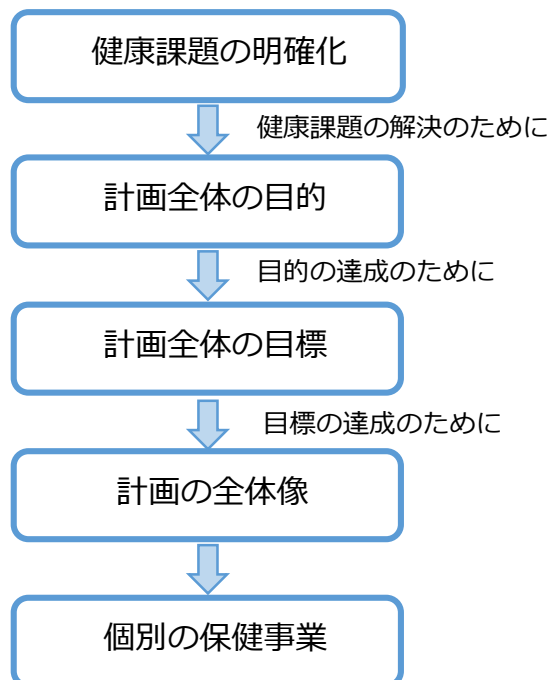 健康課題の明確化
健康課題の解決のために
計画全体の目的
目的の達成のために
計画全体の目標
目標の達成のために
計画の全体像
個別の保健事業